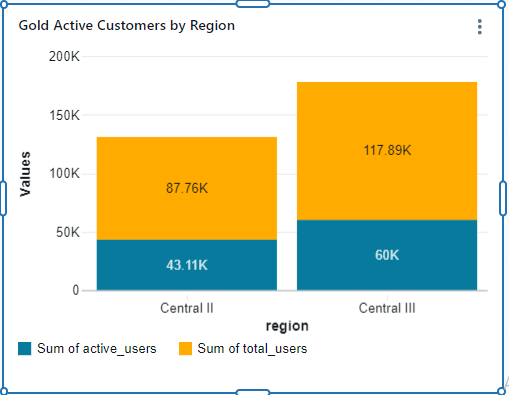 Gold Active Customers by Region
200K
150K
100K
50K
0
Values
87.76K
43.11K
117.89K
60K
Central II
Central III
region
Sum of active_users
Sum of total_users